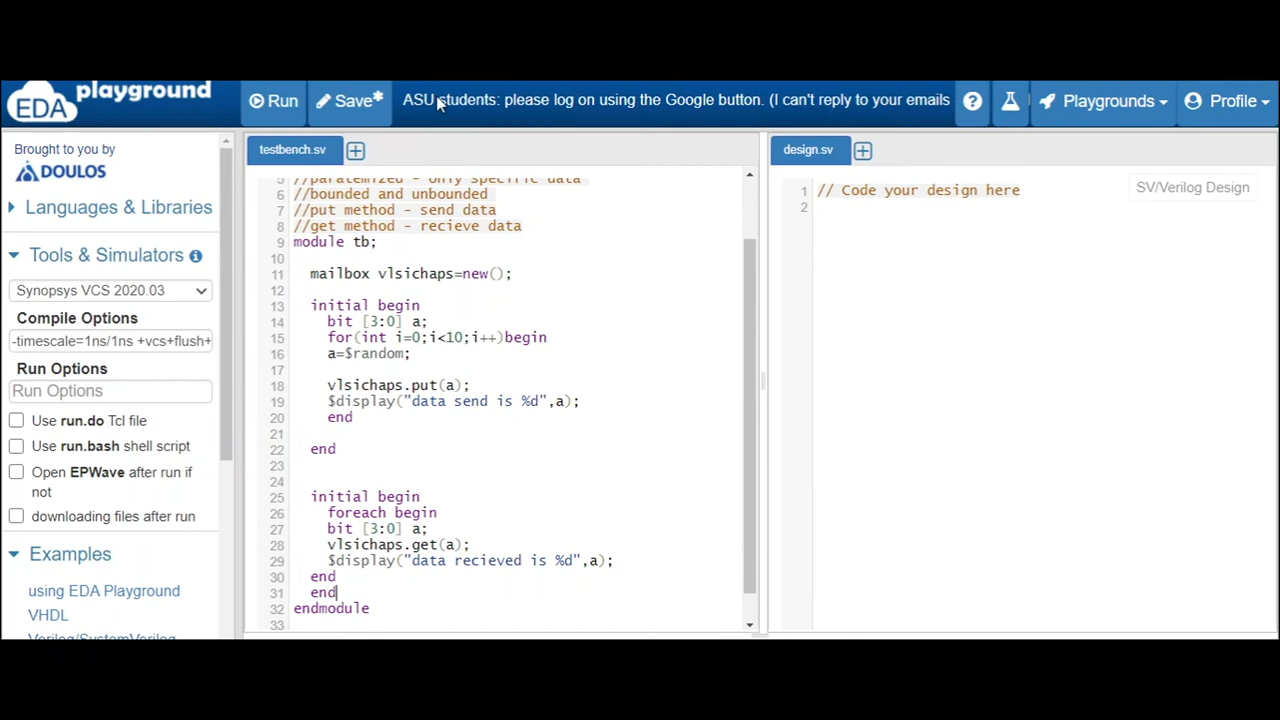 EDA playground
Run
Save*
ASU students: please log on using the Google button. (I can't reply to your emails
?
Playgrounds
Profile
Brought to you by
DOULOS
Languages & Libraries
Tools & Simulators
Synopsys VCS 2020.03
Compile Options
-timescale=1ns/1ns +vcs+flush+
Run Options
Run Options
Use run.do Tcl file
Use run.bash shell script
Open EPWave after run if
not
downloading files after run
Examples
using EDA Playground
VHDL
Verilog/SystemVerilog
testbench.sv
5 //paratemized - only specific data
6 //bounded and unbounded
7 //put method - send data
8 //get method - recieve data
9 module tb;
10
11 mailbox vlsichaps=new();
12
13 initial begin
14 bit [3:0] a;
15 for(int i=0;i<10;i++)begin
16 a=$random;
17
18 vlsichaps.put(a);
19 $display("data send is %d",a);
20 end
21
22 end
23
24
25 initial begin
26 foreach begin
27 bit [3:0] a;
28 vlsichaps.get(a);
29 $display("data recieved is %d",a);
30 end
31 end
32 endmodule
33
design.sv
1 // Code your design here
2
SV/Verilog Design